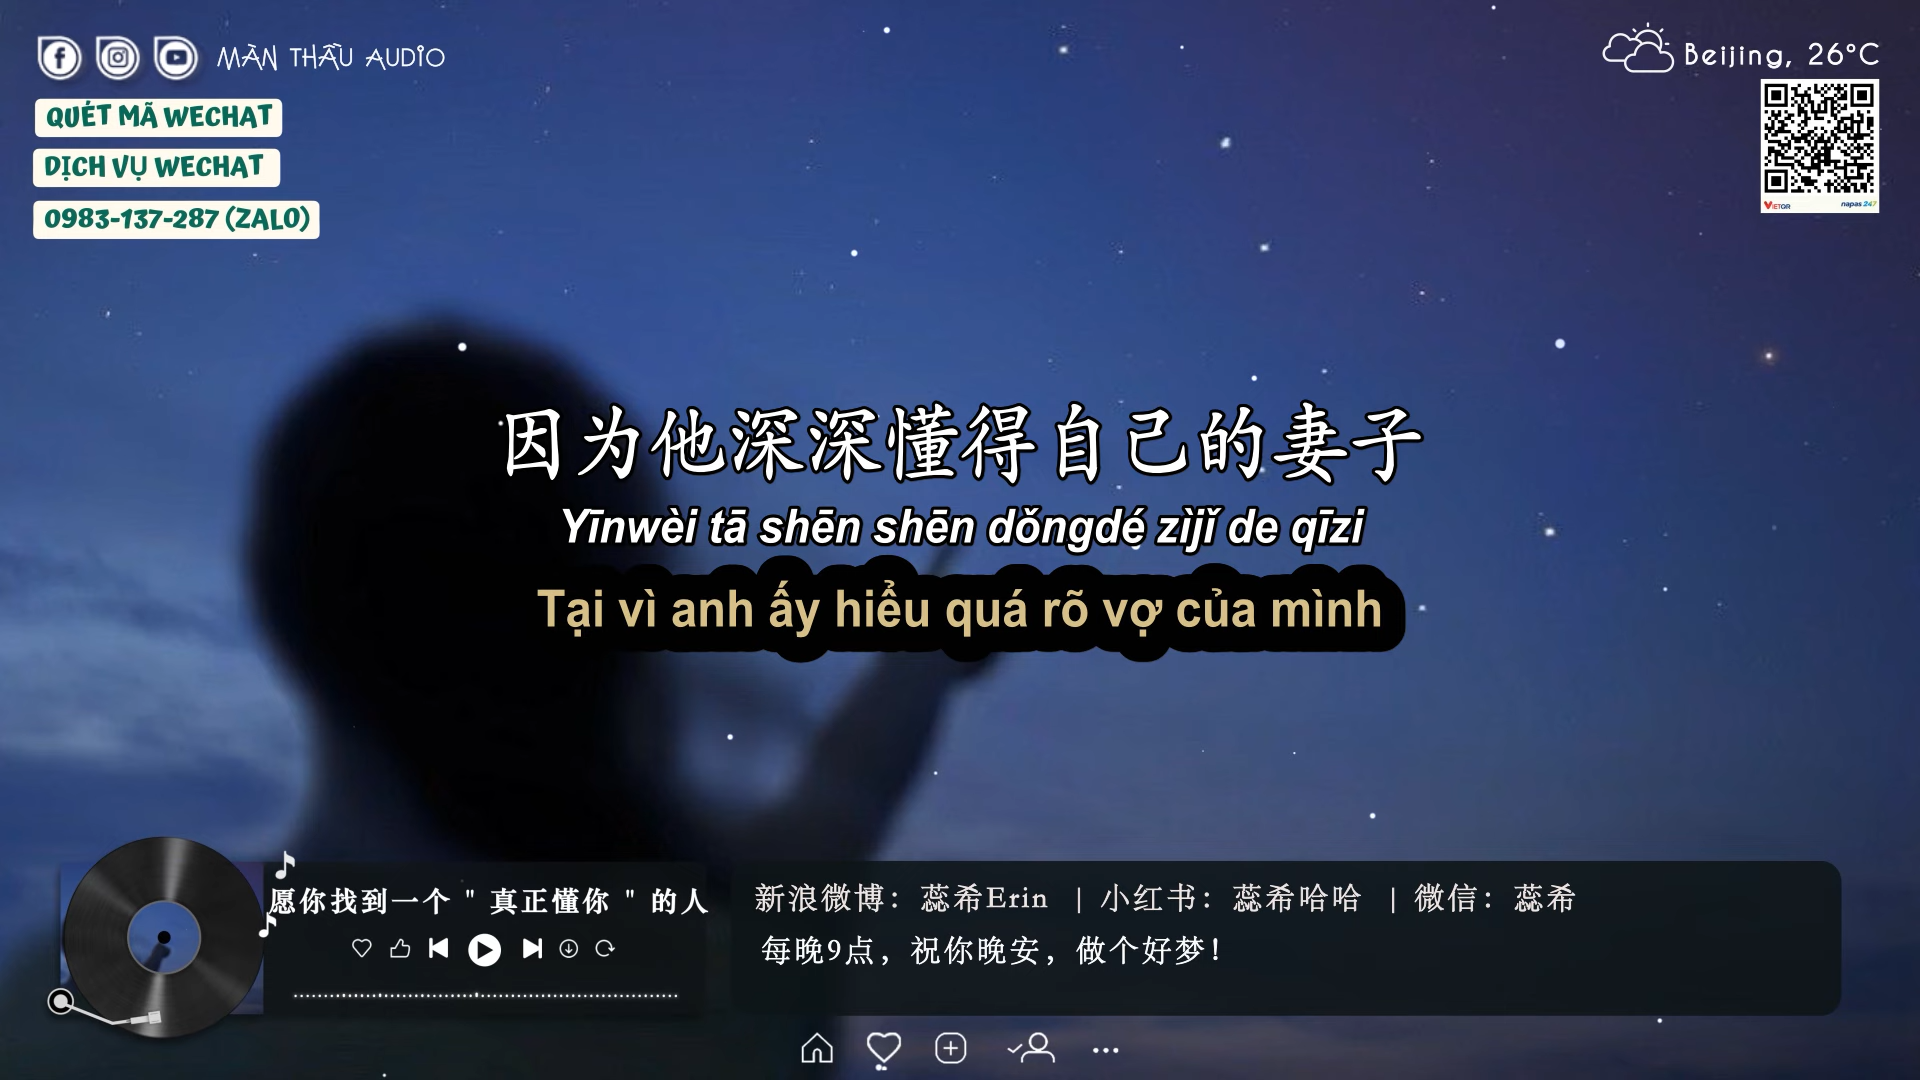 MÀN THẦU AUDIO
Beijing, 26°C
QUÉT MÃ WECHAT
DỊCH VỤ WECHAT
0983-137-287 (ZALO)
VIETQR
napas 247
因为他深深懂得自己的妻子
Yīnwèi tā shēn shēn dǒngdé zìjǐ de qīzi
Tại vì anh ấy hiểu quá rõ vợ của mình
愿你找到一个 " 真正懂你 " 的人
新浪微博：蕊希Erin | 小红书：蕊希哈哈 | 微信：蕊希
每晚9点，祝你晚安，做个好梦！